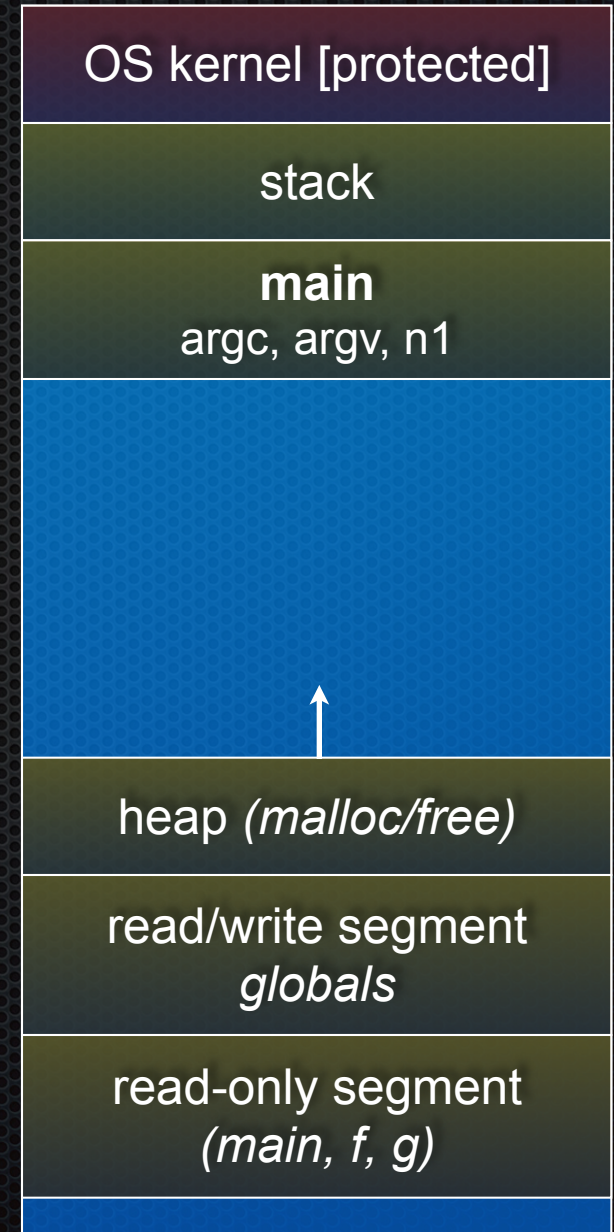 OS kernel [protected]
stack
main
argc, argv, n1
heap (malloc/free)
read/write segment
globals
read-only segment
(main, f, g)